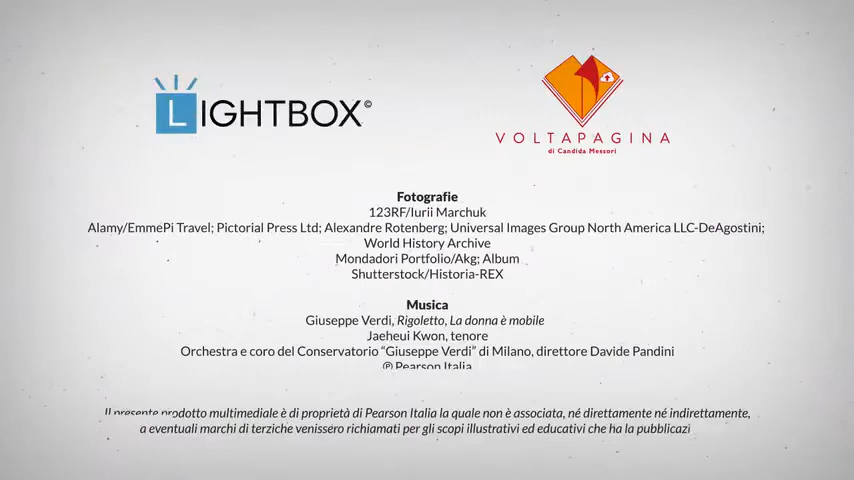 LIGHTBOX©
VOLTAPAGINA
di Candida Messori
Fotografie
123RF/Iurii Marchuk
Alamy/EmmePi Travel; Pictorial Press Ltd; Alexandre Rotenberg; Universal Images Group North America LLC-DeAgostini;
World History Archive
Mondadori Portfolio/Akg; Album
Shutterstock/Historia-REX
Musica
Giuseppe Verdi, Rigoletto, La donna è mobile
Jaeheui Kwon, tenore
Orchestra e coro del Conservatorio “Giuseppe Verdi” di Milano, direttore Davide Pandini
℗ Pearson Italia
Il presente prodotto multimediale è di proprietà di Pearson Italia la quale non è associata, né direttamente né indirettamente,
a eventuali marchi di terziche venissero richiamati per gli scopi illustrativi ed educativi che ha la pubblicazi